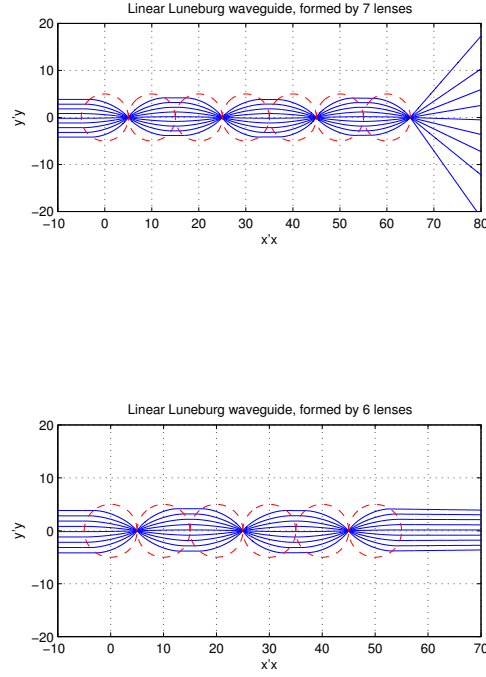 Linear Luneburg waveguide, formed by 7 lenses
20
10
0
−10
−20
y'y
−10 0 10 20 30 40 50 60 70 80
x'x
Linear Luneburg waveguide, formed by 6 lenses
20
10
0
−10
−20
y'y
−10 0 10 20 30 40 50 60 70
x'x